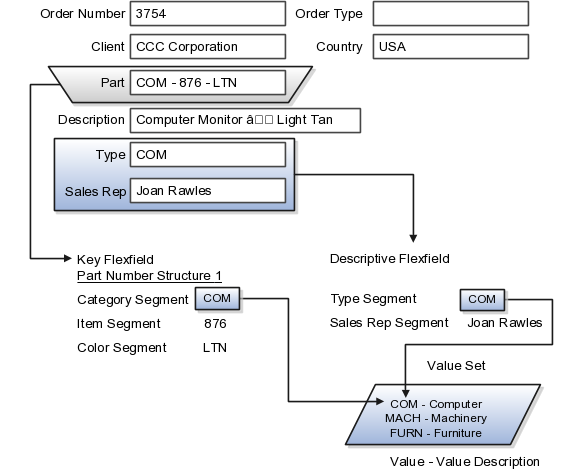 Order Number 3754 Order Type
Client CCC Corporation Country USA
Part COM - 876 - LTN
Description Computer Monitor â□□ Light Tan
Type COM
Sales Rep Joan Rawles
Key Flexfield Descriptive Flexfield
Part Number Structure 1
Category Segment COM Type Segment COM
Item Segment 876 Sales Rep Segment Joan Rawles
Color Segment LTN
Value Set
COM - Computer
MACH - Machinery
FURN - Furniture
Value - Value Description